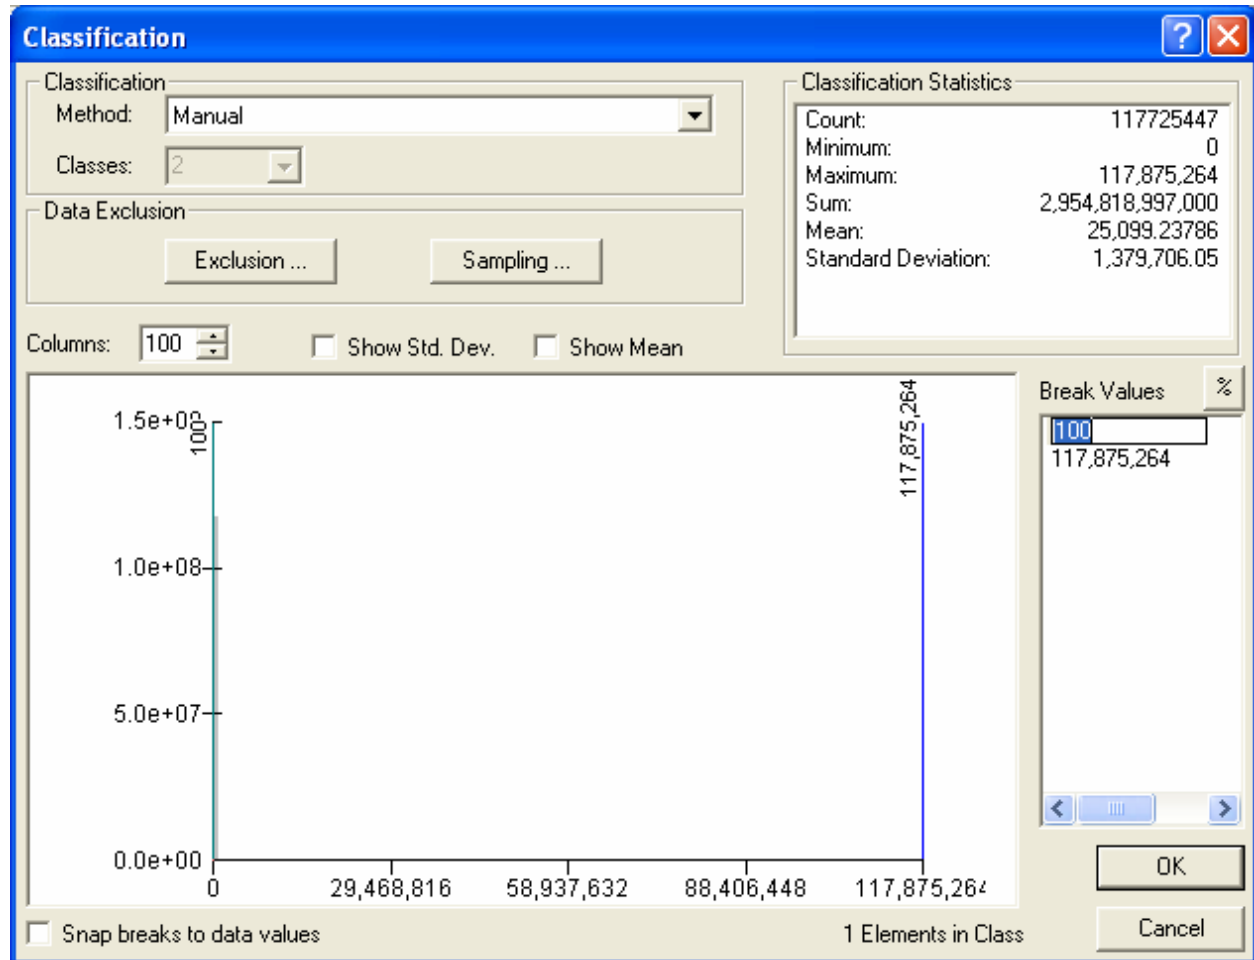 Classification
Classification
Method: Manual
Classes: 2
Data Exclusion
Exclusion ...
Sampling ...
Classification Statistics
Count: 117725447
Minimum: 0
Maximum: 117,875,264
Sum: 2,954,818,997,000
Mean: 25,099.23786
Standard Deviation: 1,379,706.05
Columns: 100
Show Std. Dev.
Show Mean
Break Values
%
100
117,875,264
1.5e+08
1.0e+08
5.0e+07
0.0e+00
100
117,875,264
0
29,468,816
58,937,632
88,406,448
117,875,264
OK
Cancel
Snap breaks to data values
1 Elements in Class